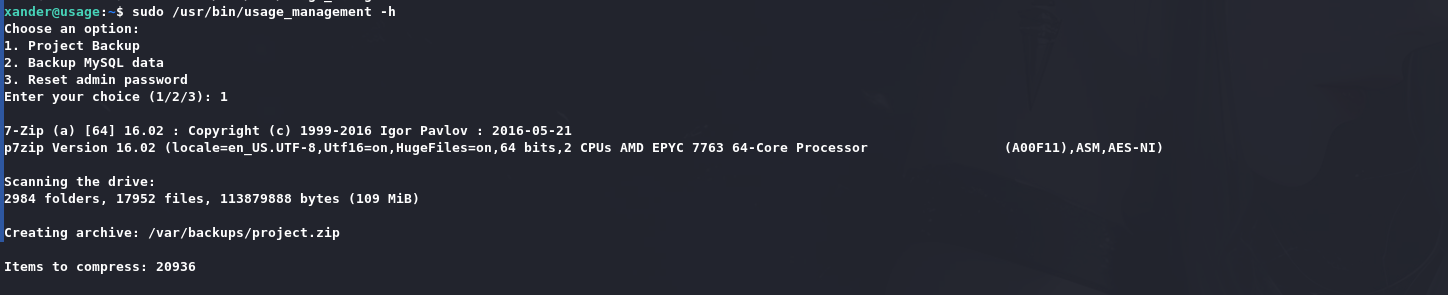 xander@usage:~$ sudo /usr/bin/usage_management -h
Choose an option:
1. Project Backup
2. Backup MySQL data
3. Reset admin password
Enter your choice (1/2/3): 1
7-Zip (a) [64] 16.02 : Copyright (c) 1999-2016 Igor Pavlov : 2016-05-21
p7zip Version 16.02 (locale=en_US.UTF-8,Utf16=on,HugeFiles=on,64 bits,2 CPUs AMD EPYC 7763 64-Core Processor                 (A00F11),ASM,AES-NI)
Scanning the drive:
2984 folders, 17952 files, 113879888 bytes (109 MiB)
Creating archive: /var/backups/project.zip
Items to compress: 20936